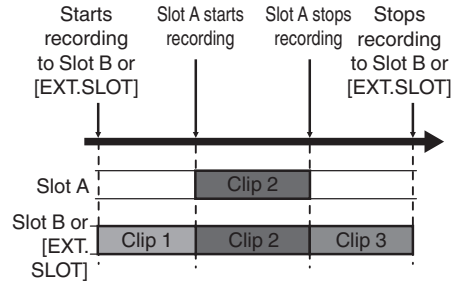 Starts
recording
to Slot B or
[EXT.SLOT]
Slot A starts
recording
Slot A stops
recording
Stops
recording
to Slot B or
[EXT.SLOT]
Slot A
Clip 2
Slot B or
[EXT.
SLOT]
Clip 1
Clip 2
Clip 3